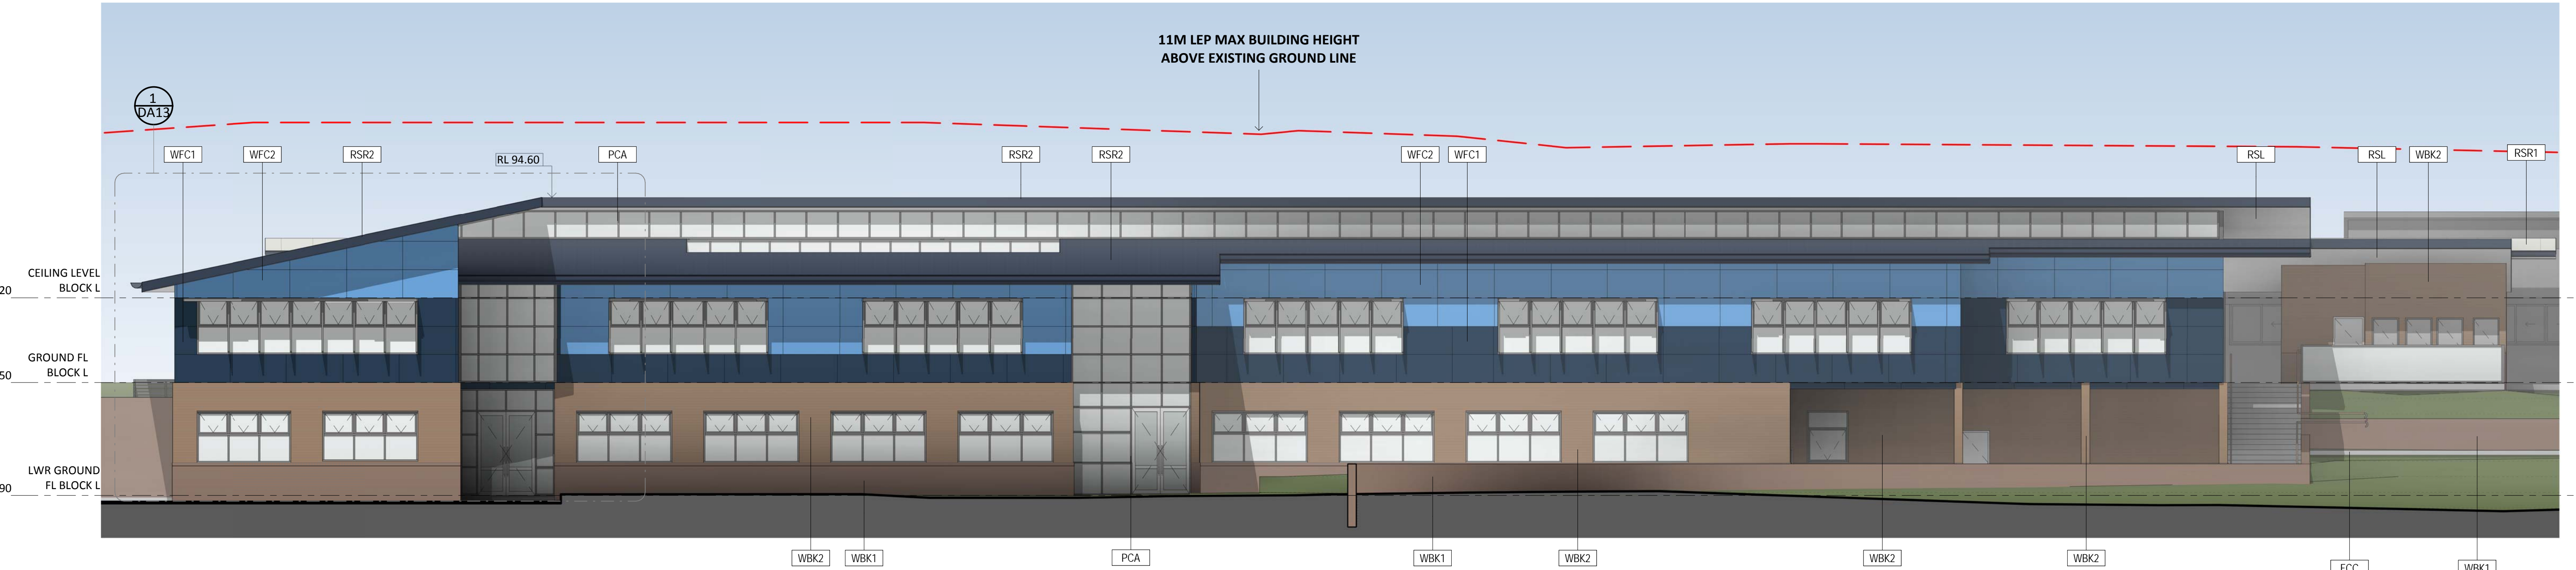 11M LEP MAX BUILDING HEIGHT
ABOVE EXISTING GROUND LINE
1
DA13
WFC1
WFC2
RSR2
RL 94.60
PCA
RSR2
RSR2
WFC2
WFC1
RSL
RSL
WBK2
RSR1
CEILING LEVEL
BLOCK L
20
GROUND FL
BLOCK L
50
LWR GROUND
FL BLOCK L
90
WBK2
WBK1
PCA
WBK1
WBK2
WBK2
WBK2
WBK1